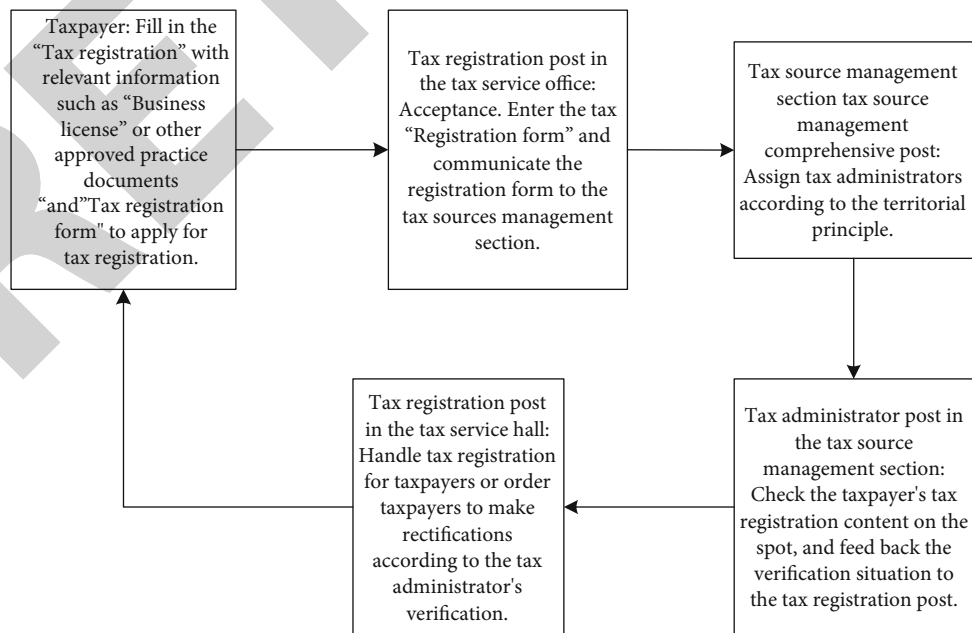 Taxpayer: Fill in the
“Tax registration” with
relevant information
such as “Business
license” or other
approved practice
documents
“and”Tax registration
form" to apply for
tax registration.
Tax registration post in
the tax service office:
Acceptance. Enter the tax
“Registration form” and
communicate the
registration form to the
tax sources management
section.
Tax source management
section tax source
management
comprehensive post:
Assign tax administrators
according to the territorial
principle.
Tax administrator post in
the tax source
management section:
Check the taxpayer's tax
registration content on the
spot, and feed back the
verification situation to
the tax registration post.
Tax registration post
in the tax service hall:
Handle tax registration
for taxpayers or order
taxpayers to make
rectifications
according to the tax
administrator's
verification.